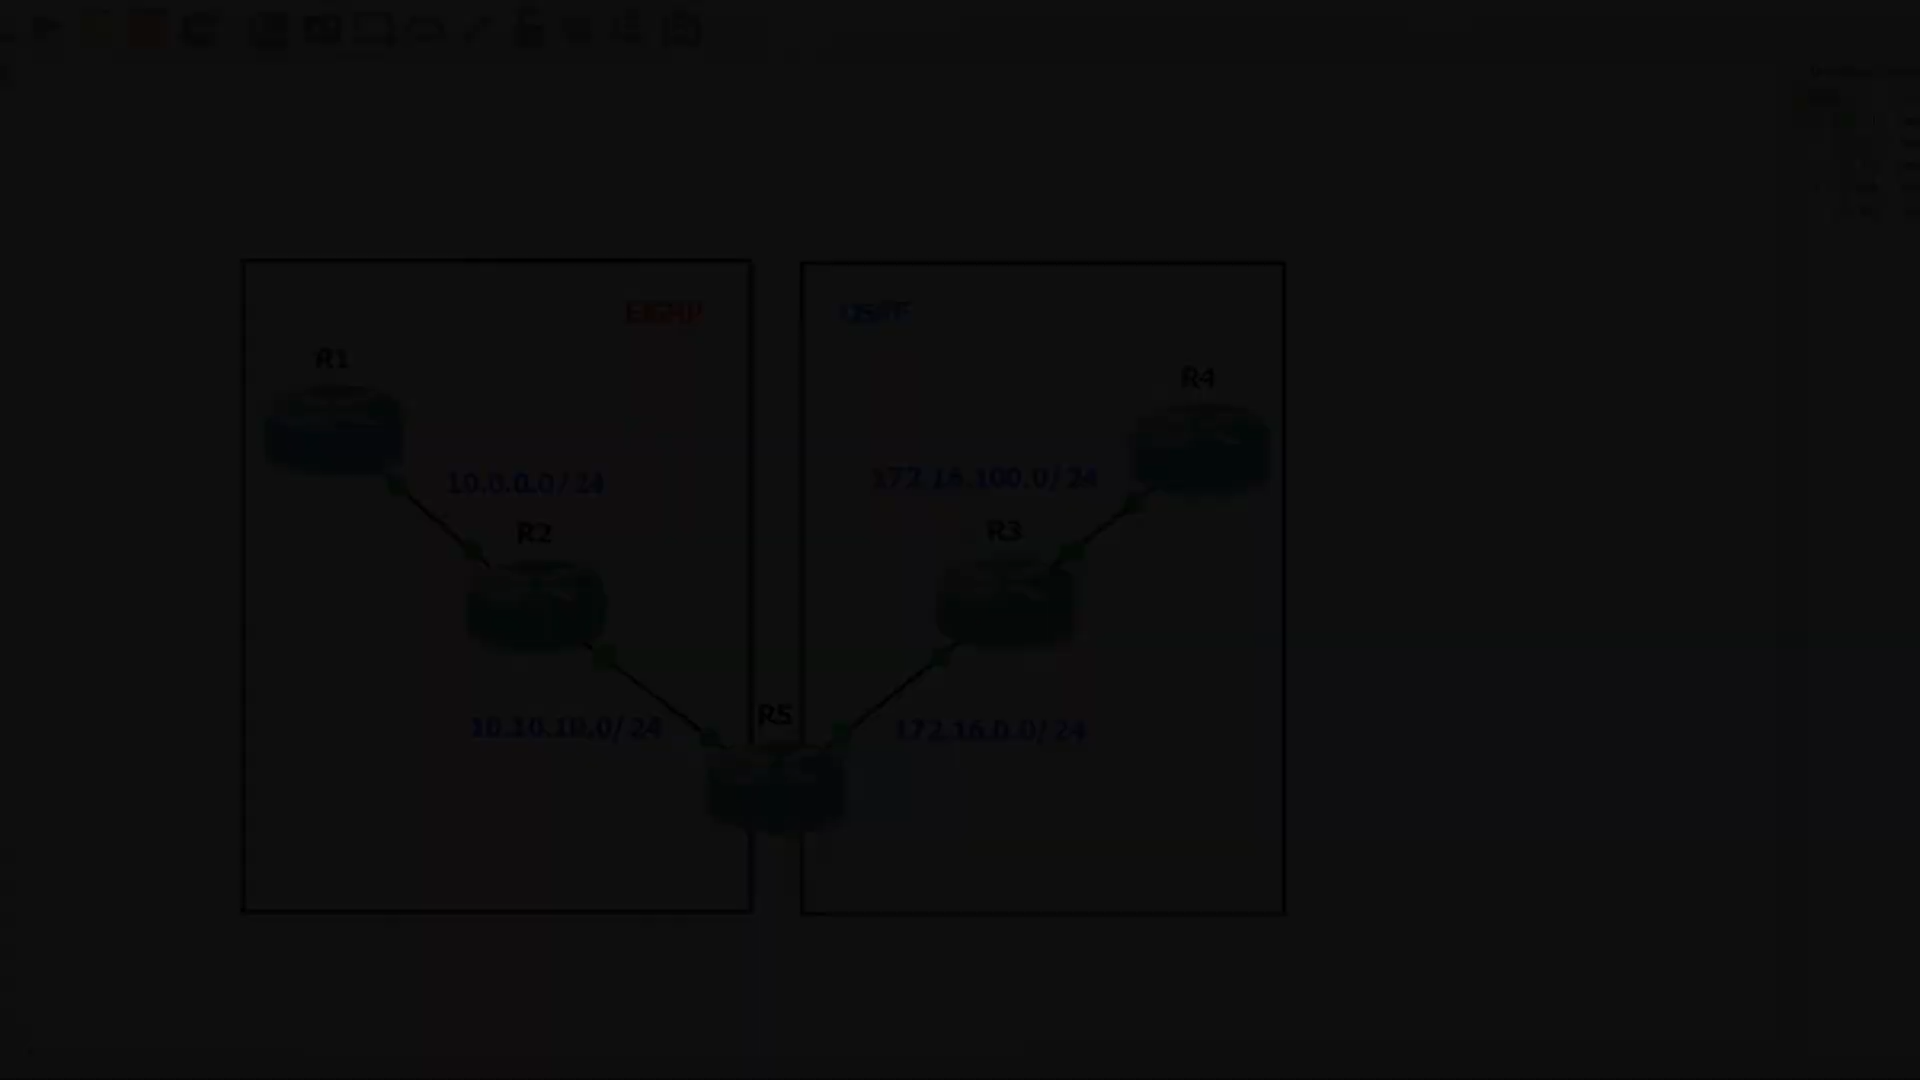 EIGRP
OSPF
R1
R4
10.0.0.0/24
172.16.100.0/24
R2
R3
R5
10.10.10.0/24
172.16.0.0/24